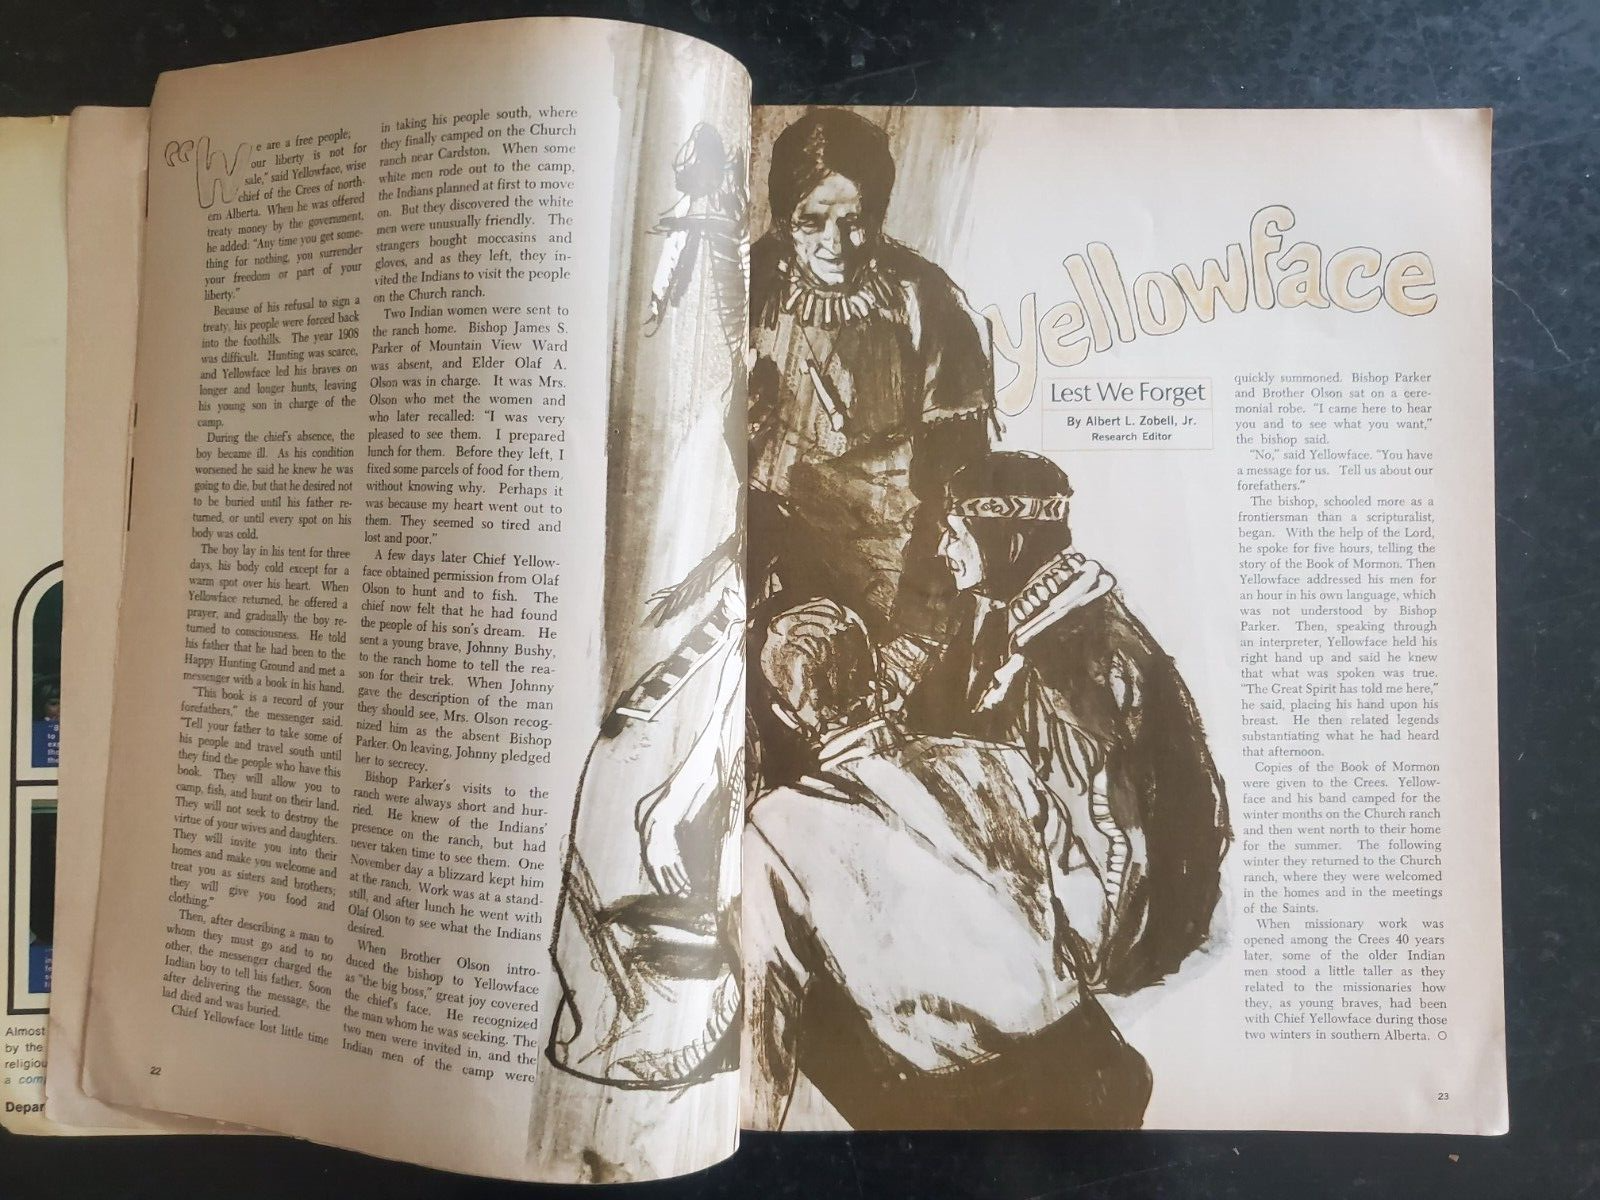 "We are a free people,
our liberty is not for
sale," said Yellowface, wise
chief of the Crees of north-
ern Alberta. When he was offered
treaty money by the government,
he added: "Any time you get some-
thing for nothing, you surrender
your freedom or part of your
liberty."
Because of his refusal to sign a
treaty, his people were forced back
into the foothills. The year 1908
was difficult. Hunting was scarce,
and Yellowface led his braves on
longer and longer hunts, leaving
his young son in charge of the
camp.
During the chief's absence, the
boy became ill. As his condition
worsened he said he knew he was
going to die, but that he desired not
to be buried until his father re-
turned, or until every spot on his
body was cold.
The boy lay in his tent for three
days, his body cold except for a
warm spot over his heart. When
Yellowface returned, he offered a
prayer, and gradually the boy re-
turned to consciousness. He told
his father that he had been to the
Happy Hunting Ground and met a
messenger with a book in his hand.
"This book is a record of your
forefathers," the messenger said.
"Tell your father to take some of
his people and travel south until
they find the people who have this
book. They will allow you to
camp, fish, and hunt on their land.
They will not seek to destroy the
virtue of your wives and daughters.
They will invite you into their
homes and make you welcome and
treat you as sisters and brothers;
they will give you food and
clothing."
Then, after describing a man to
whom they must go and to no
other, the messenger charged the
Indian boy to tell his father. Soon
after delivering the message, the
lad died and was buried.
Chief Yellowface lost little time
in taking his people south, where
they finally camped on the Church
ranch near Cardston. When some
white men rode out to the camp,
the Indians planned at first to move
on. But they discovered the white
men were unusually friendly. The
strangers bought moccasins and
gloves, and as they left, they in-
vited the Indians to visit the people
on the Church ranch.
Two Indian women were sent to
the ranch home. Bishop James S.
Parker of Mountain View Ward
was absent, and Elder Olaf A.
Olson was in charge. It was Mrs.
Olson who met the women and
who later recalled: "I was very
pleased to see them. I prepared
lunch for them. Before they left, I
fixed some parcels of food for them,
without knowing why. Perhaps it
was because my heart went out to
them. They seemed so tired and
lost and poor."
A few days later Chief Yellow-
face obtained permission from Olaf
Olson to hunt and to fish. The
chief now felt that he had found
the people of his son's dream. He
sent a young brave, Johnny Bushy,
to the ranch home to tell the rea-
son for their trek. When Johnny
gave the description of the man
they should see, Mrs. Olson recog-
nized him as the absent Bishop
Parker. On leaving, Johnny pledged
her to secrecy.
Bishop Parker's visits to the
ranch were always short and hur-
ried. He knew of the Indians'
presence on the ranch, but had
never taken time to see them. One
November day a blizzard kept him
at the ranch. Work was at a stand-
still, and after lunch he went with
Olaf Olson to see what the Indians
desired.
When Brother Olson intro-
duced the bishop to Yellowface
as "the big boss," great joy covered
the chief's face. He recognized
the man whom he was seeking. The
two men were invited in, and the
Indian men of the camp were
22
yellowface
Lest We Forget
By Albert L. Zobell, Jr.
Research Editor
quickly summoned. Bishop Parker
and Brother Olson sat on a cere-
monial robe. "I came here to hear
you and to see what you want,"
the bishop said.
"No," said Yellowface. "You have
a message for us. Tell us about our
forefathers."
The bishop, schooled more as a
frontiersman than a scripturalist,
began. With the help of the Lord,
he spoke for five hours, telling the
story of the Book of Mormon. Then
Yellowface addressed his men for
an hour in his own language, which
was not understood by Bishop
Parker. Then, speaking through
an interpreter, Yellowface held his
right hand up and said he knew
that what was spoken was true.
"The Great Spirit has told me here,"
he said, placing his hand upon his
breast. He then related legends
substantiating what he had heard
that afternoon.
Copies of the Book of Mormon
were given to the Crees. Yellow-
face and his band camped for the
winter months on the Church ranch
and then went north to their home
for the summer. The following
winter they returned to the Church
ranch, where they were welcomed
in the homes and in the meetings
of the Saints.
When missionary work was
opened among the Crees 40 years
later, some of the older Indian
men stood a little taller as they
related to the missionaries how
they, as young braves, had been
with Chief Yellowface during those
two winters in southern Alberta. O
23
Almost
by the
religiou
a com
Depar